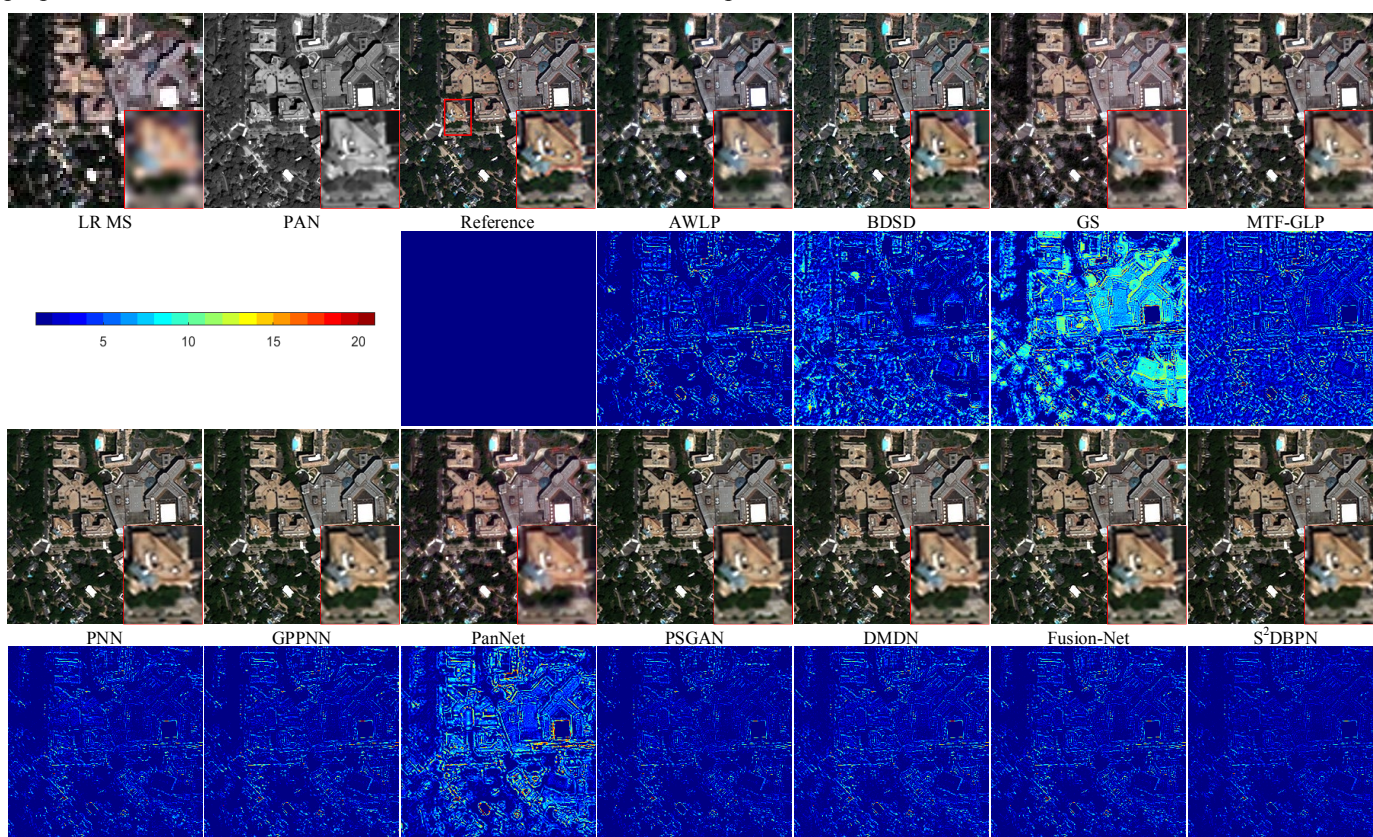 LR MS PAN Reference AWLP BDSD GS MTF-GLP
5 10 15 20
PNN GPPNN PanNet PSGAN DMDN Fusion-Net S²DBPN